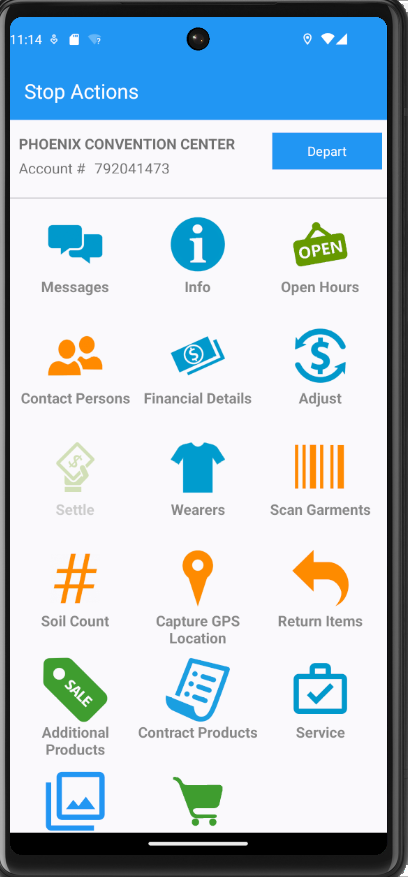 11:14
Stop Actions
PHOENIX CONVENTION CENTER
Account # 792041473
Depart
Messages
Info
OPEN
Open Hours
Contact Persons
Financial Details
Adjust
Settle
Wearers
Scan Garments
Soil Count
Capture GPS
Location
Return Items
SALE
Additional
Products
Contract Products
Service